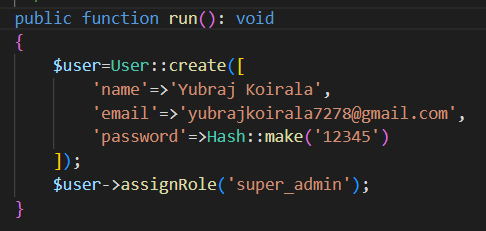 public function run(): void
{
$user=User::create([
'name'=>'Yubraj Koirala',
'email'=>'yubrajkoirala7278@gmail.com',
'password'=>Hash::make('12345')
]);
$user->assignRole('super_admin');
}